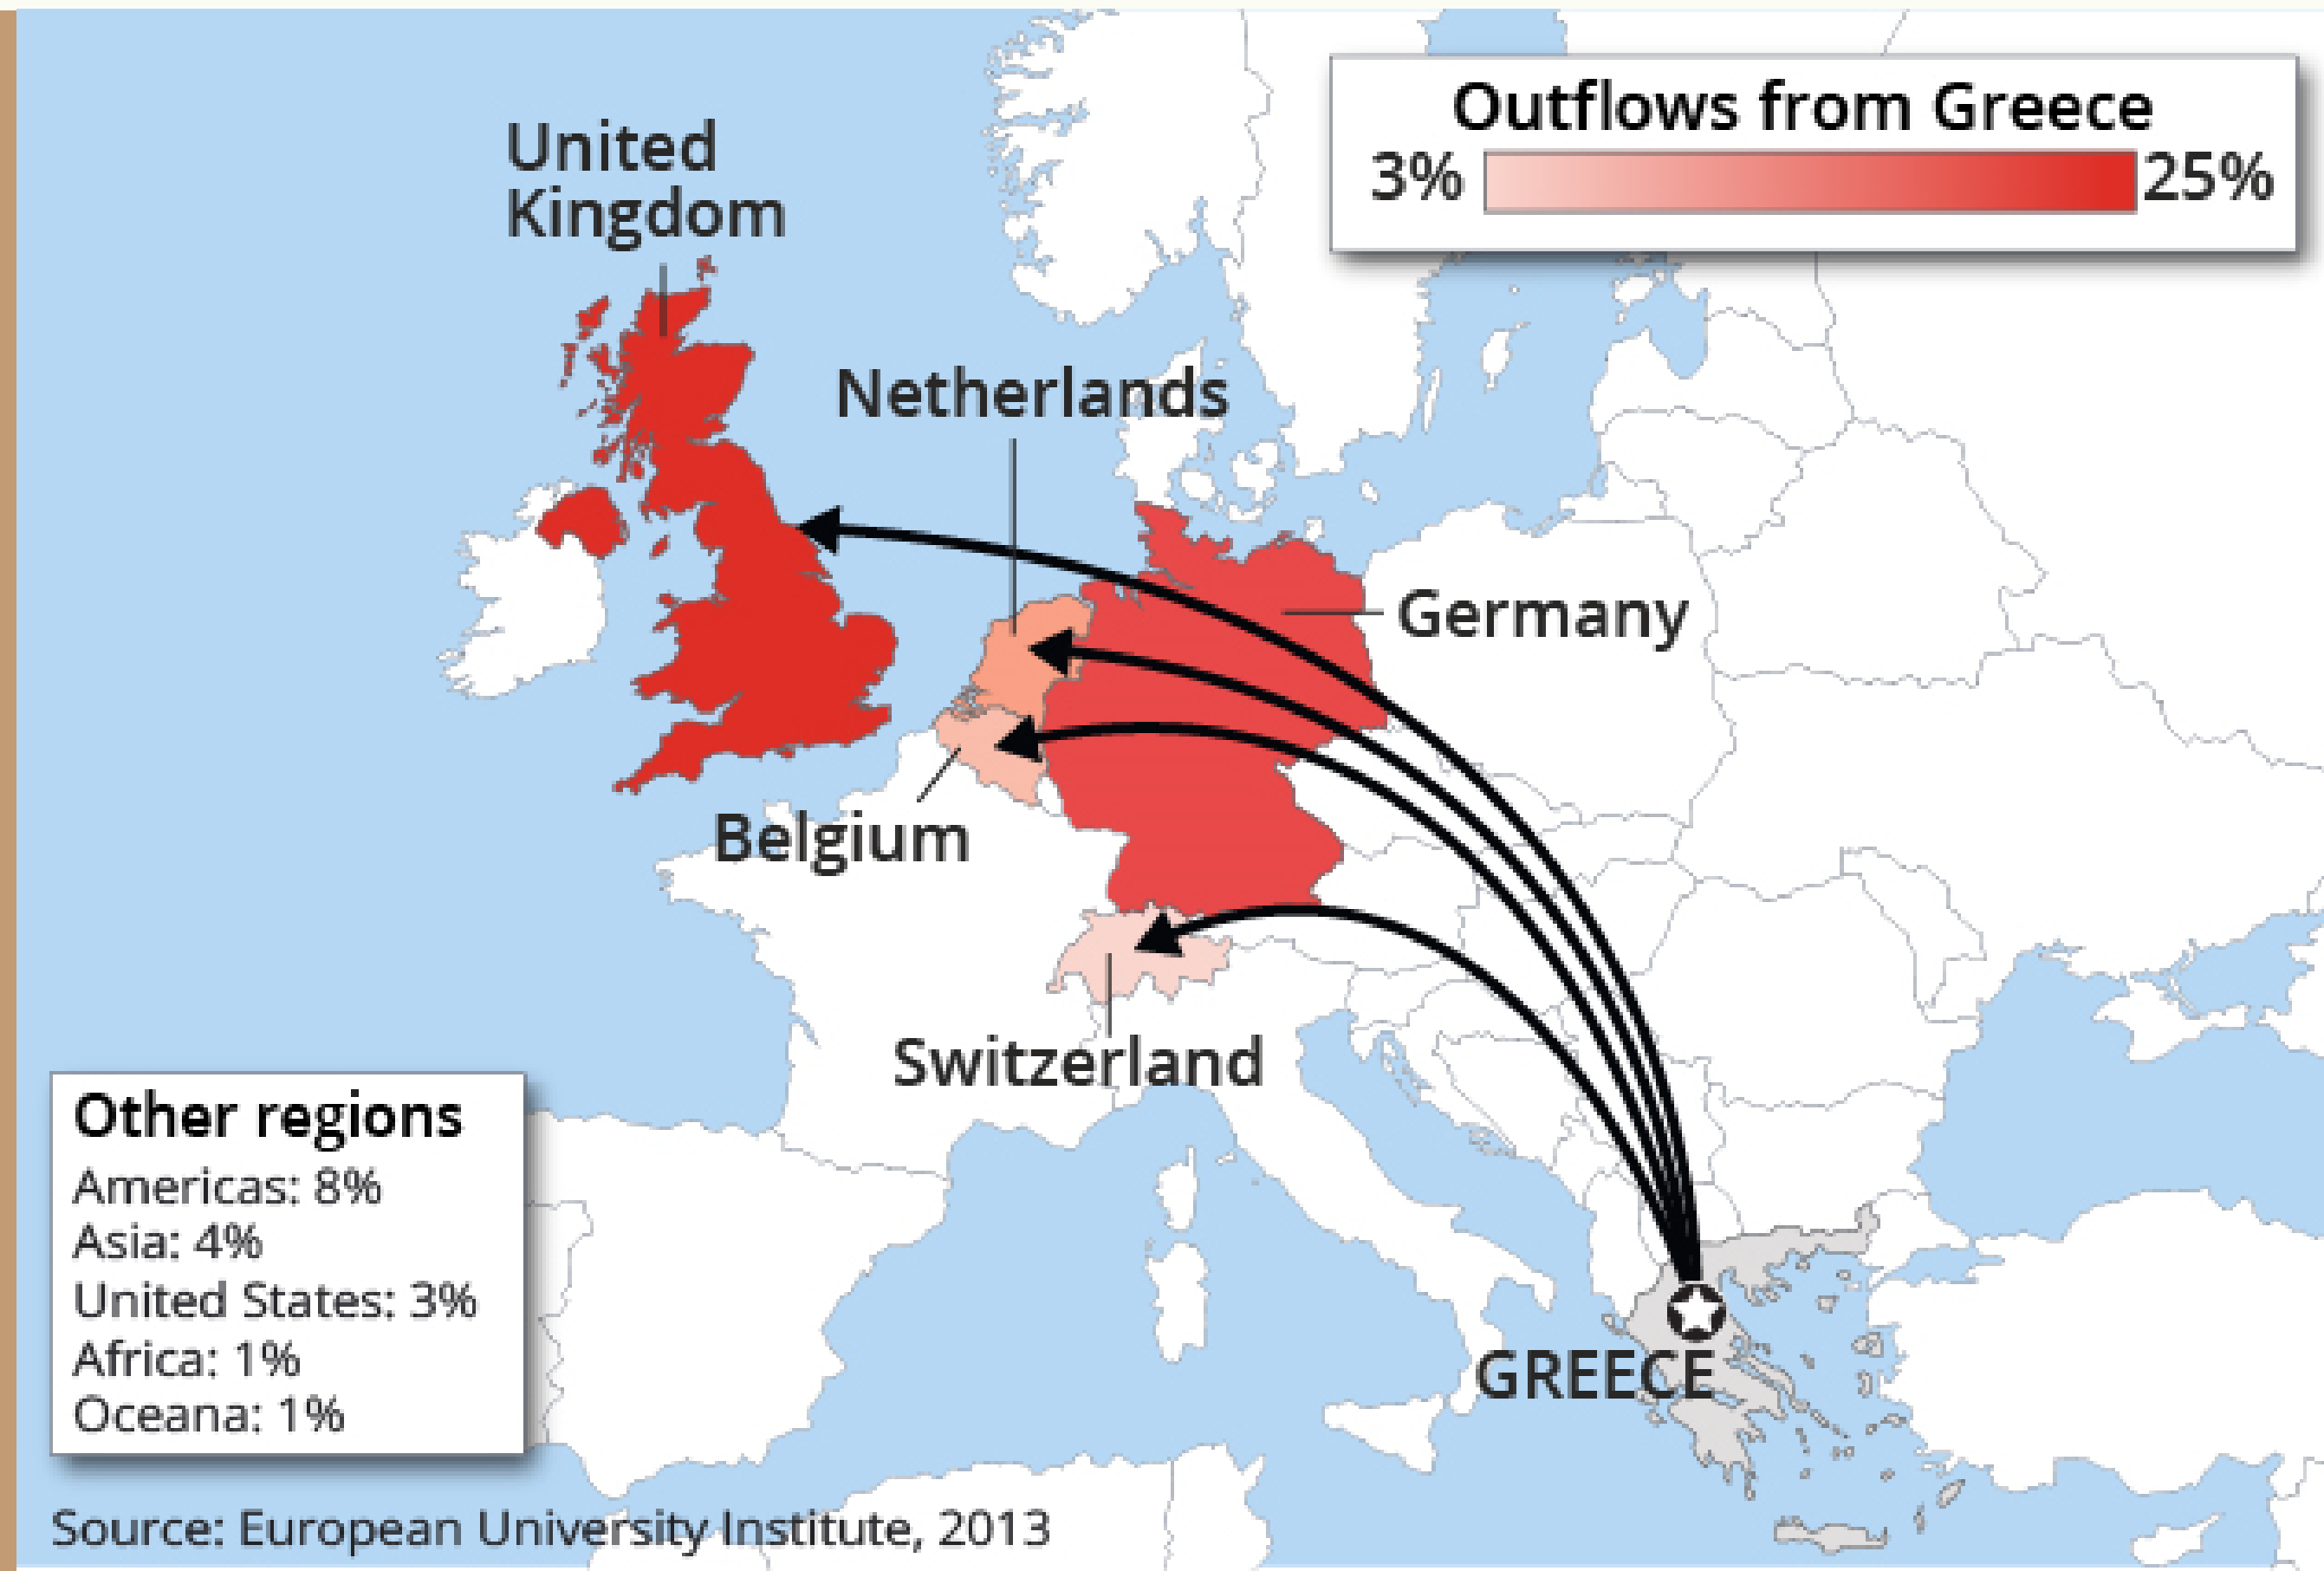 Outflows from Greece
3% 25%
United
Kingdom
Netherlands
Germany
Belgium
Switzerland
GREECE
Other regions
Americas: 8%
Asia: 4%
United States: 3%
Africa: 1%
Oceana: 1%
Source: European University Institute, 2013